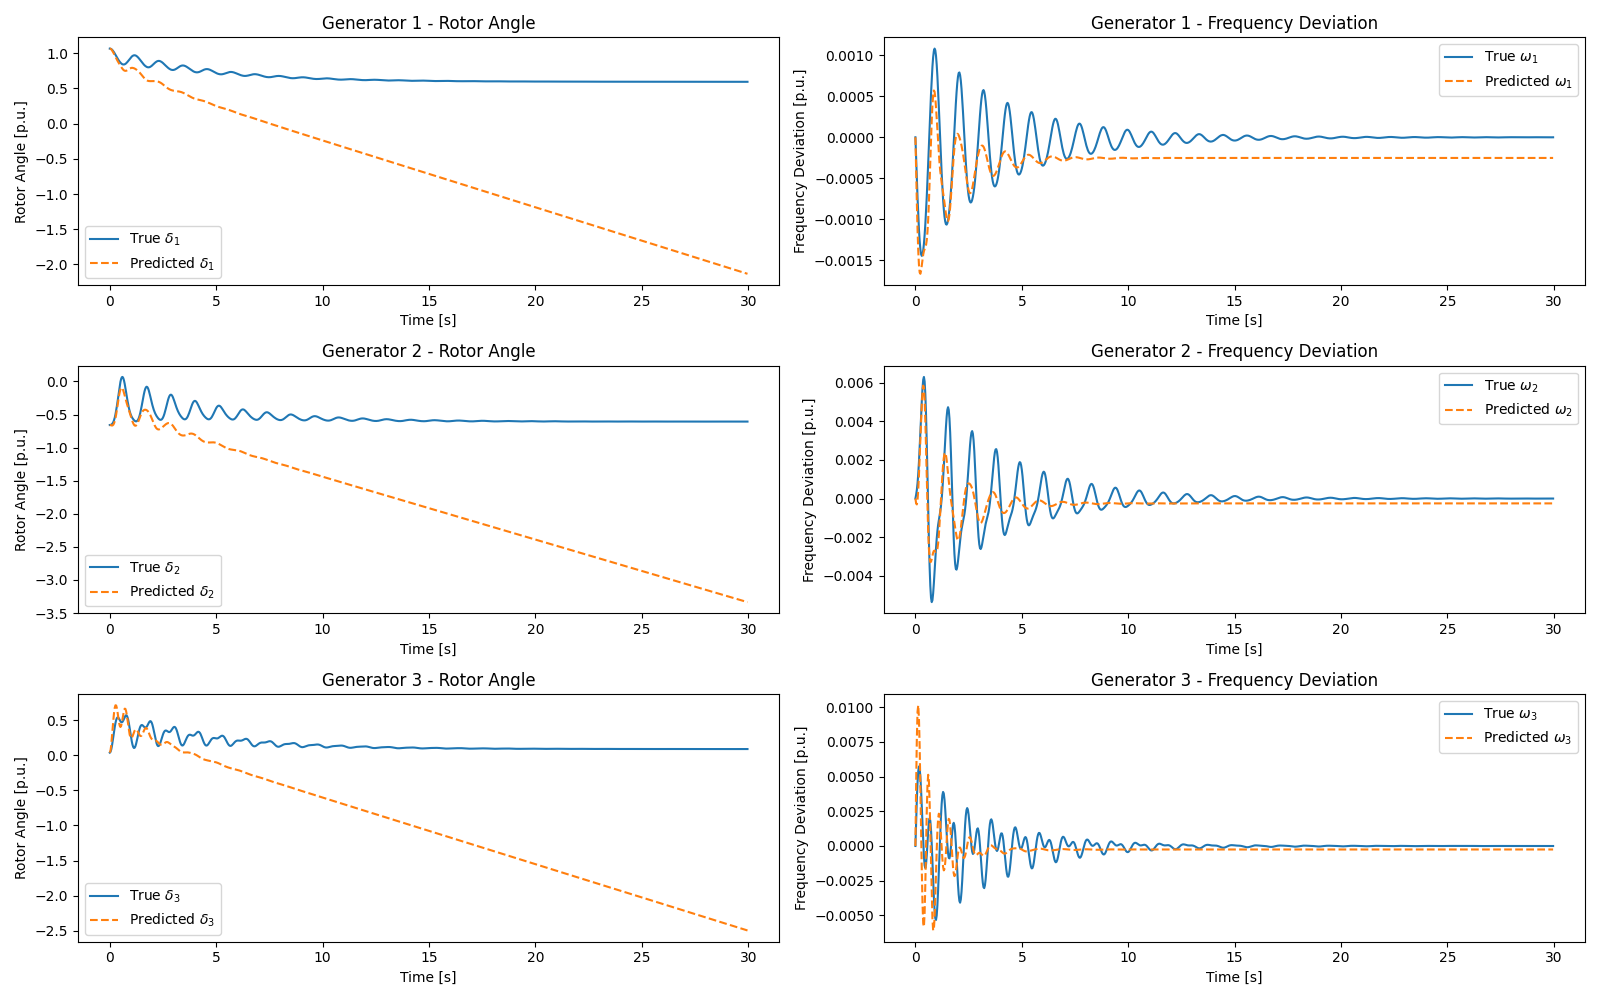 Generator 1 - Rotor Angle
Rotor Angle [p.u.]
1.0
0.5
0.0
−0.5
−1.0
−1.5
−2.0
True δ1
Predicted δ1
0 5 10 15 20 25 30
Time [s]
Generator 1 - Frequency Deviation
Frequency Deviation [p.u.]
0.0010
0.0005
0.0000
−0.0005
−0.0010
−0.0015
True ω1
Predicted ω1
0 5 10 15 20 25 30
Time [s]
Generator 2 - Rotor Angle
Rotor Angle [p.u.]
0.0
−0.5
−1.0
−1.5
−2.0
−2.5
−3.0
−3.5
True δ2
Predicted δ2
0 5 10 15 20 25 30
Time [s]
Generator 2 - Frequency Deviation
Frequency Deviation [p.u.]
0.006
0.004
0.002
0.000
−0.002
−0.004
True ω2
Predicted ω2
0 5 10 15 20 25 30
Time [s]
Generator 3 - Rotor Angle
Rotor Angle [p.u.]
0.5
0.0
−0.5
−1.0
−1.5
−2.0
−2.5
True δ3
Predicted δ3
0 5 10 15 20 25 30
Time [s]
Generator 3 - Frequency Deviation
Frequency Deviation [p.u.]
0.0100
0.0075
0.0050
0.0025
0.0000
−0.0025
−0.0050
True ω3
Predicted ω3
0 5 10 15 20 25 30
Time [s]